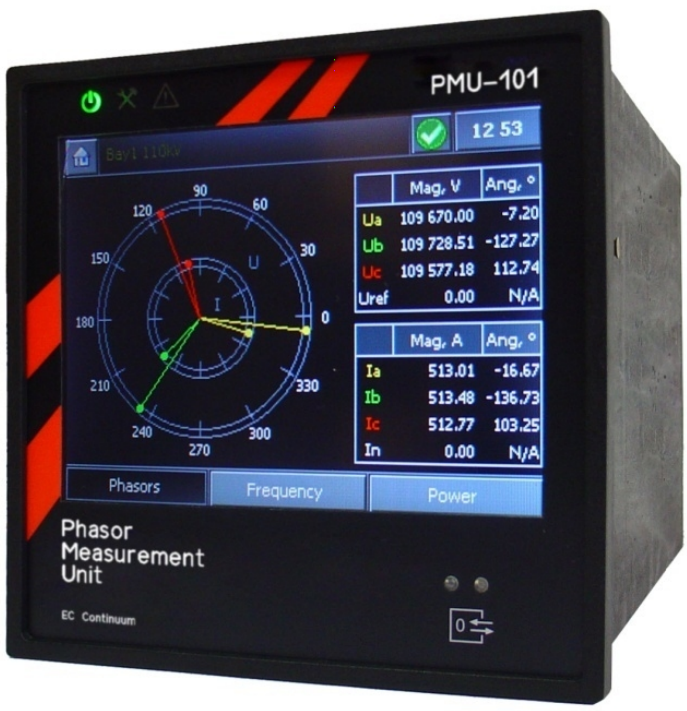 PMU-101
Bay1 110kv
12 53
90
120
60
150
30
U
I
180
0
210
330
240
300
270
Mag, V Ang, °
Ua 109 670.00 -7.20
Ub 109 728.51 -127.27
Uc 109 577.18 112.74
Uref 0.00 N/A
Mag, A Ang, °
Ia 513.01 -16.67
Ib 513.48 -136.73
Ic 512.77 103.25
In 0.00 N/A
Phasors Frequency Power
Phasor
Measurement
Unit
EC Continuum
0